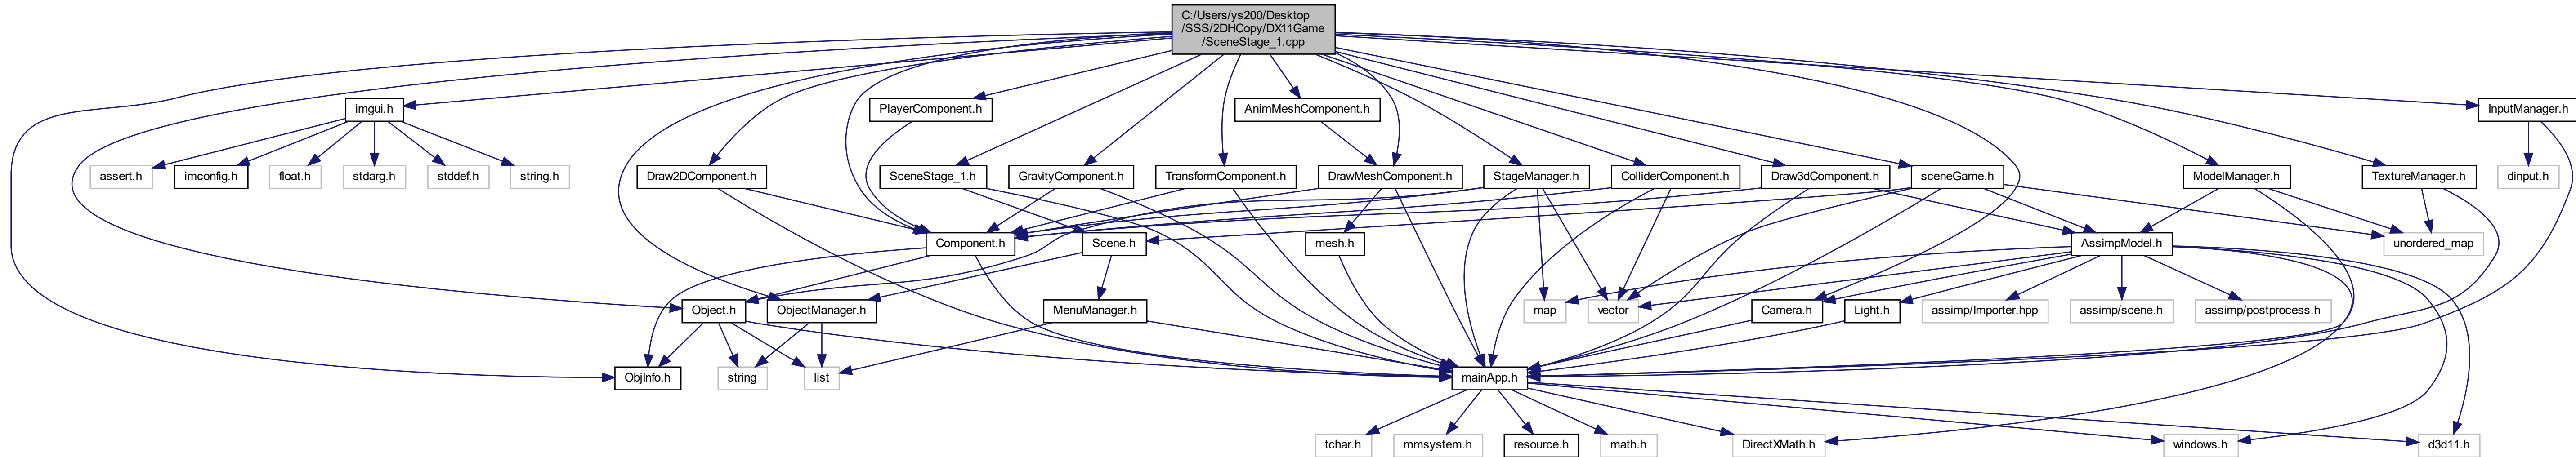 C:/Users/ys200/Desktop
/SSS/2DHCopy/DX11Game
/SceneStage_1.cpp
imgui.h
PlayerComponent.h
AnimMeshComponent.h
InputManager.h
assert.h
imconfig.h
float.h
stdarg.h
stddef.h
string.h
Draw2DComponent.h
SceneStage_1.h
GravityComponent.h
TransformComponent.h
DrawMeshComponent.h
StageManager.h
ColliderComponent.h
Draw3dComponent.h
sceneGame.h
ModelManager.h
TextureManager.h
dinput.h
Component.h
Scene.h
mesh.h
AssimpModel.h
unordered_map
Object.h
ObjectManager.h
MenuManager.h
map
vector
Camera.h
Light.h
assimp/Importer.hpp
assimp/scene.h
assimp/postprocess.h
ObjInfo.h
string
list
mainApp.h
tchar.h
mmsystem.h
resource.h
math.h
DirectXMath.h
windows.h
d3d11.h